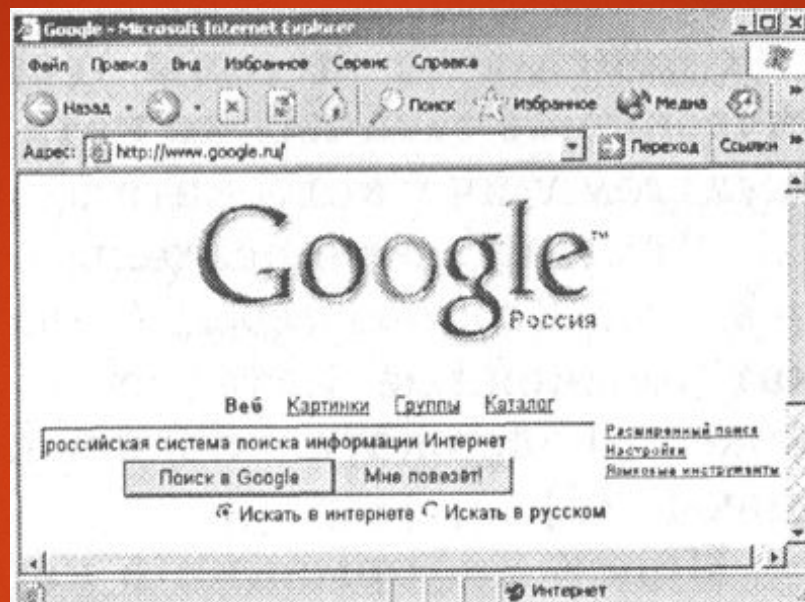 Google - Microsoft Internet Explorer
Файл Правка Вид Избранное Сервис Справка
Назад Поиск Избранное Медиа
Адрес: http://www.google.ru/ Переход Ссылки »
Google™
Россия
Веб Картинки Группы Каталог
российская система поиска информации Интернет
Расширенный поиск
Настройки
Языковые инструменты
Поиск в Google Мне повезёт!
Искать в интернете Искать в русском
Интернет